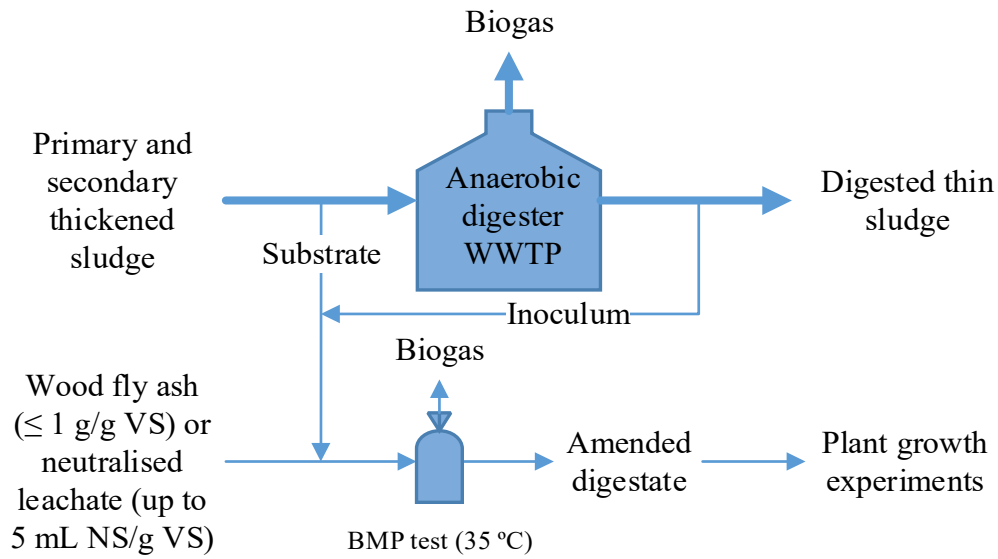 Biogas
Primary and
secondary
thickened
sludge
Anaerobic
digester
WWTP
Digested thin
sludge
Substrate
Inoculum
Biogas
Wood fly ash
(≤ 1 g/g VS) or
neutralised
leachate (up to
5 mL NS/g VS)
Amended
digestate
Plant growth
experiments
BMP test (35 ºC)